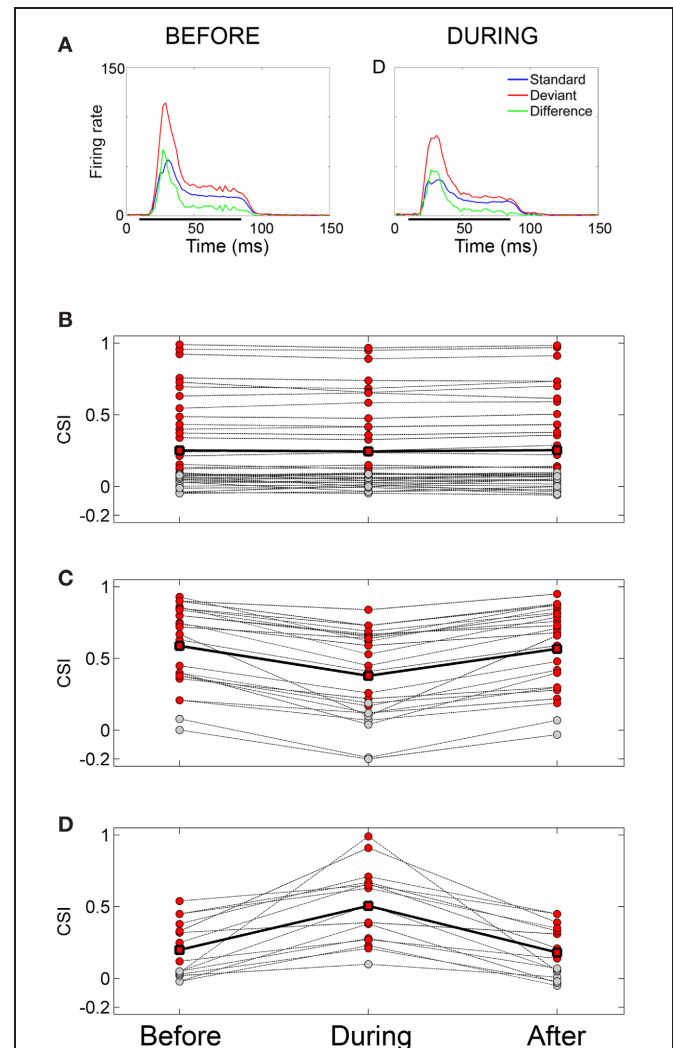 A
BEFORE
DURING
150
Firing rate
0
0
50
100
150
Time (ms)
D
Standard
Deviant
Difference
0
50
100
150
Time (ms)
B
1
0.5
0
-0.2
CSI
C
1
0.5
0
-0.2
CSI
D
1
0.5
0
-0.2
CSI
Before
During
After